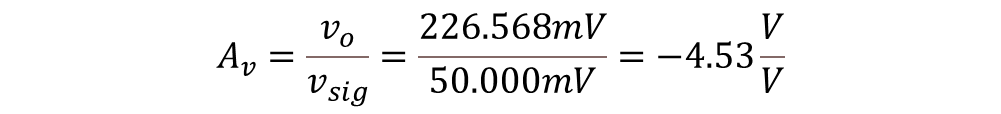 A_v = v_o / v_sig = 226.568mV / 50.000mV = −4.53 V/V